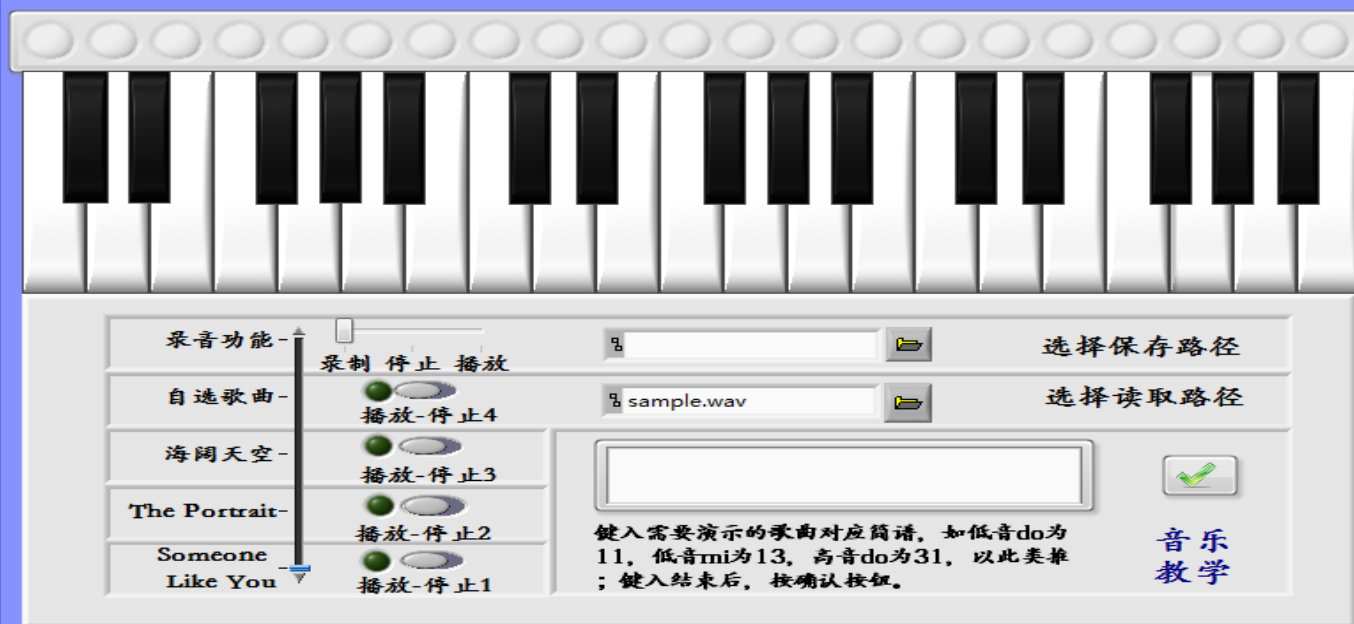 录音功能-
录制 停止 播放
选择保存路径
自选歌曲-
播放-停止4
sample.wav
选择读取路径
海阔天空-
播放-停止3
The Portrait-
播放-停止2
Someone
Like You
播放-停止1
键入需要演示的歌曲对应简谱，如低音do为
11，低音mi为13，高音do为31，以此类推
；键入结束后，按确认按钮。
音乐
教学